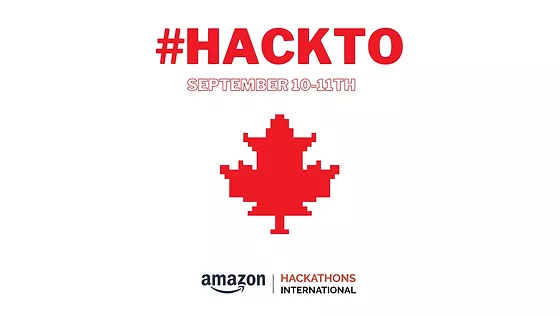 #HACKTO
SEPTEMBER 10-11TH
amazon
HACKATHONS
INTERNATIONAL